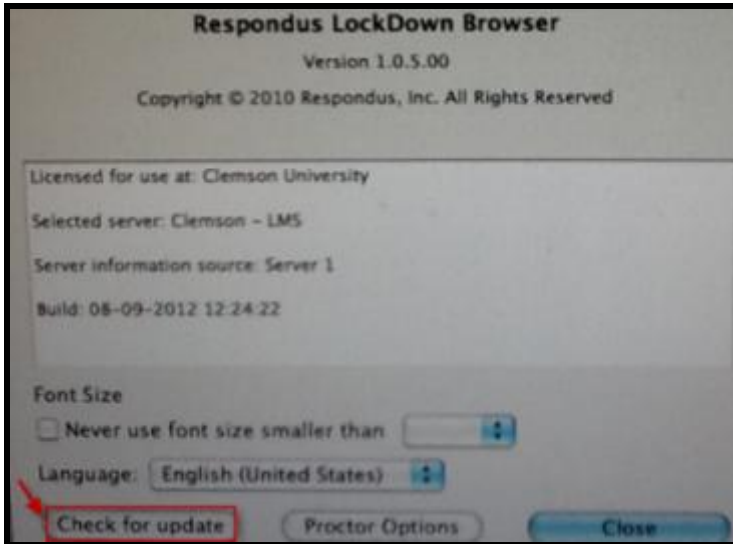 Respondus LockDown Browser
Version 1.0.5.00
Copyright © 2010 Respondus, Inc. All Rights Reserved
Licensed for use at: Clemson University
Selected server: Clemson - LMS
Server information source: Server 1
Build: 08-09-2012 12:24:22
Font Size
Never use font size smaller than
Language: English (United States)
Check for update Proctor Options Close